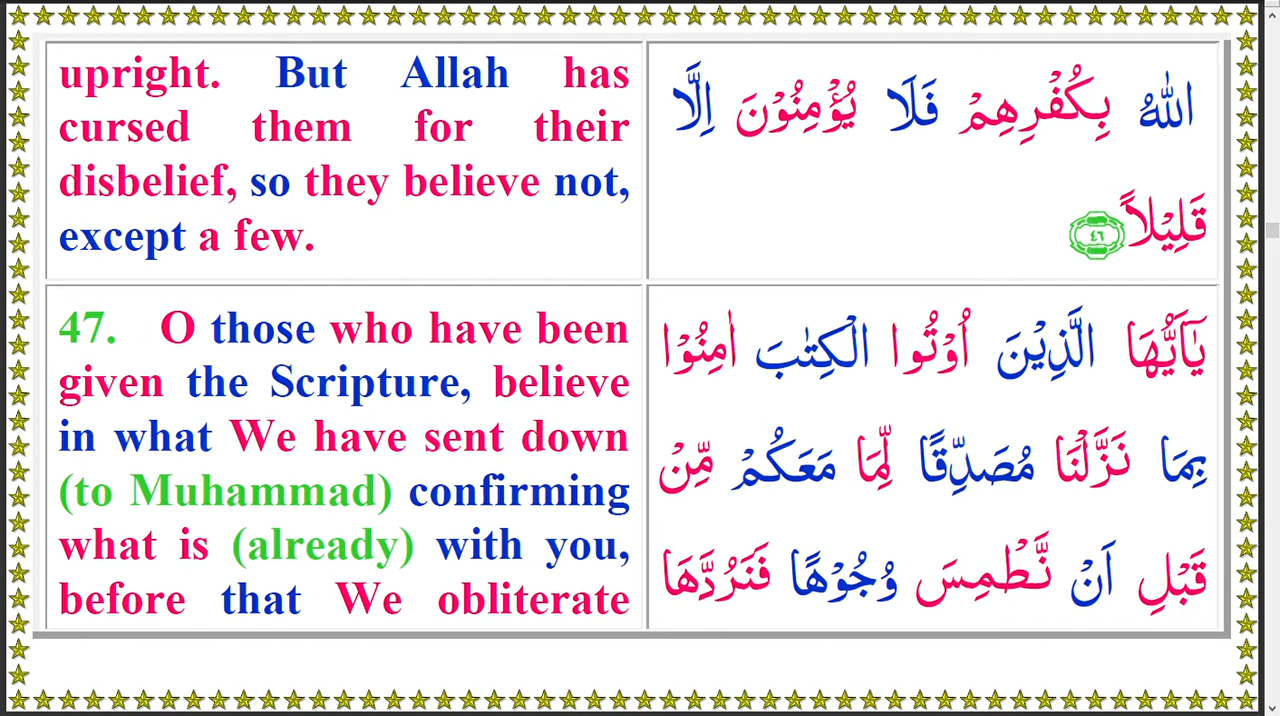 upright. But Allah has
cursed them for their
disbelief, so they believe not,
except a few.
اللّٰهُ بِكُفْرِهِمْ فَلَا يُؤْمِنُوْنَ اِلَّا
قَلِيْلاً ٤٦
47. O those who have been
given the Scripture, believe
in what We have sent down
(to Muhammad) confirming
what is (already) with you,
before that We obliterate
يٰۤاَيُّهَا الَّذِيْنَ اُوْتُوا الْكِتٰبَ اٰمِنُوْا
بِمَا نَزَّلْنَا مُصَدِّقًا لِّمَا مَعَكُمْ مِّنْ
قَبْلِ اَنْ نَّطْمِسَ وُجُوْهًا فَنَرُدَّهَا